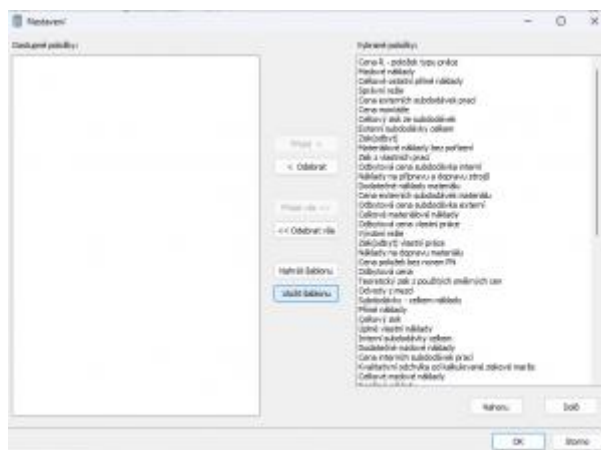 Nastavení
Dostupné položky:
Vybrané položky:
Cena R - položek typu práce
Mzdové náklady
Celkové ostatní přímé náklady
Správní režie
Cena externích subdodávek prací
Cena montáže
Celkový zisk ze subdodávek
Externí subdodávky celkem
Zisk(odbyt)
Materiálové náklady bez pořízení
Zisk z vlastních prací
Odbytová cena subdodávka interní
Náklady na přípravu a dopravu strojů
Dodatečné náklady materiálu
Cena externích subdodávek materiálu
Odbytová cena subdodávka externí
Celkové materiálové náklady
Odbytová cena vlastní práce
Výrobní režie
Zisk(odbyt) vlastní práce
Náklady na dopravu materiálu
Cena položek bez norem PN
Odbytová cena
Teoretický zisk z použitých směrných cen
Odvody z mezd
Subdodávky - celkem náklady
Přímé náklady
Celkový zisk
Úplné vlastní náklady
Interní subdodávky celkem
Dodatečné mzdové náklady
Cena interních subdodávek prací
Kvalitativní odchylka od kalkulované ziskové marže
Celkové mzdové náklady
Přidat >
< Odebrat
Přidat vše >>
<< Odebrat vše
Nahrát šablonu
Uložit šablonu
Nahoru
Dolů
OK
Storno